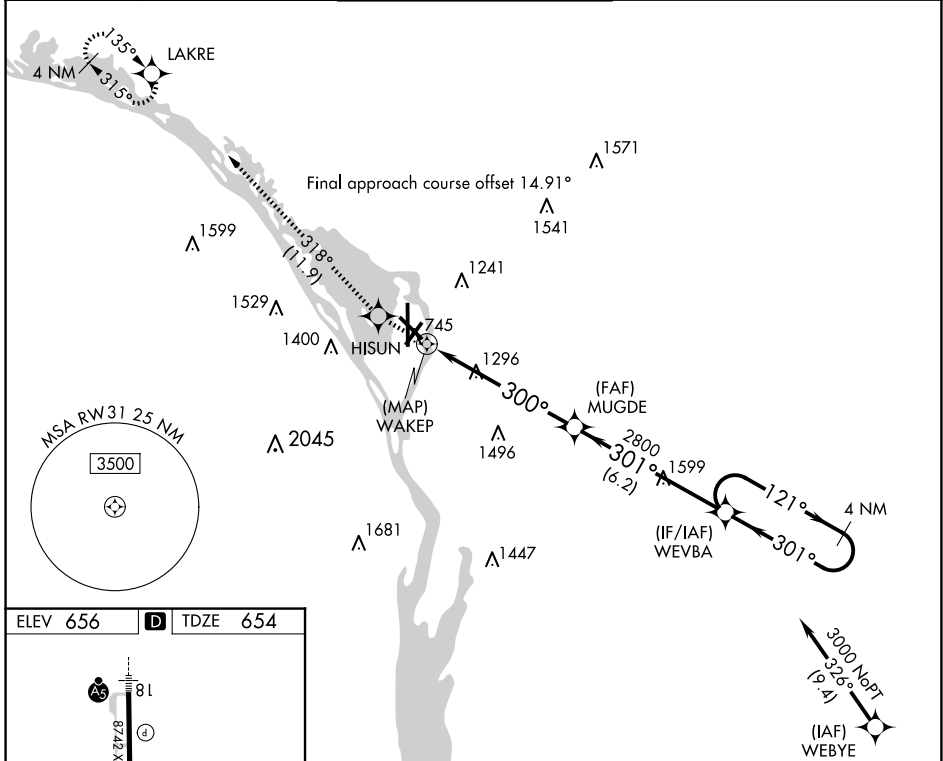 135°
LAKRE
4 NM
315°
1571
Final approach course offset 14.91°
1541
1599
318°
(11.9)
1241
1529
745
1400
HISUN
1296
(MAP)
WAKEP
300°
(FAF)
MUGDE
MSA RW31 25 NM
3500
2045
1496
2800
301°
(6.2)
1599
121°
4 NM
(IF/IAF)
WEVBA
301°
1681
1447
ELEV 656
D
TDZE 654
3000 NoPT
326°
(9.4)
(IAF)
WEBYE
A5
18
P
8742 X